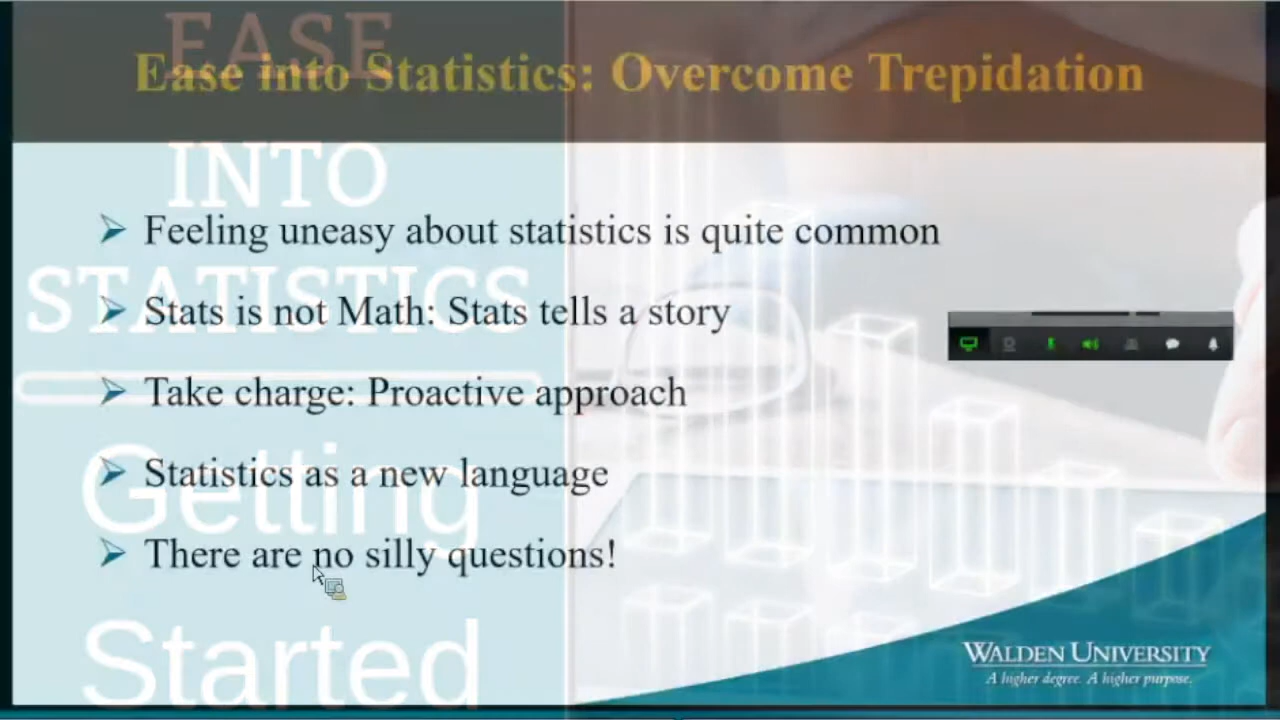 EASE
Ease into Statistics: Overcome Trepidation
INTO
Feeling uneasy about statistics is quite common
STATISTICS
Stats is not Math: Stats tells a story
Take charge: Proactive approach
Getting
Statistics as a new language
There are no silly questions!
Started
WALDEN UNIVERSITY
A higher degree. A higher purpose.